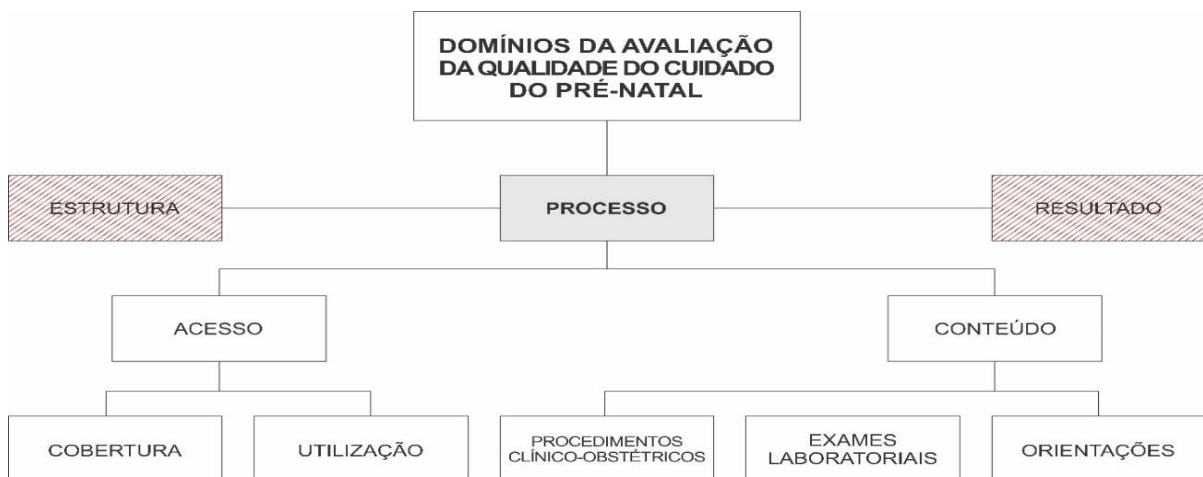 DOMÍNIOS DA AVALIAÇÃO
DA QUALIDADE DO CUIDADO
DO PRÉ-NATAL
ESTRUTURA
PROCESSO
RESULTADO
ACESSO
CONTEÚDO
COBERTURA
UTILIZAÇÃO
PROCEDIMENTOS
CLÍNICO-OBSTÉTRICOS
EXAMES
LABORATORIAIS
ORIENTAÇÕES